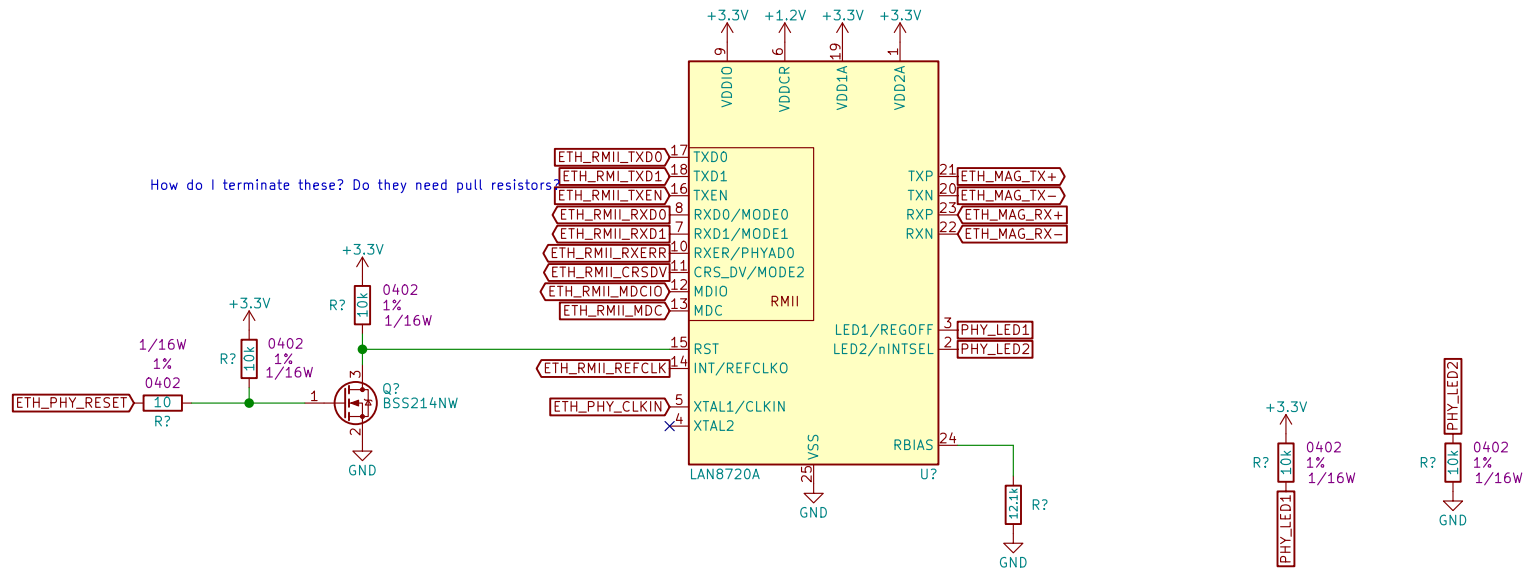 +3.3V
+1.2V
+3.3V
+3.3V
9
6
19
1
VDDIO
VDDCR
VDD1A
VDD2A
ETH_RMII_TXD0
17
TXD0
ETH_RMI_TXD1
18
TXD1
How do I terminate these? Do they need pull resistors?
ETH_RMII_TXEN
16
TXEN
ETH_RMII_RXD0
8
RXD0/MODE0
ETH_RMII_RXD1
7
RXD1/MODE1
ETH_RMII_RXERR
10
RXER/PHYAD0
ETH_RMII_CRSDV
11
CRS_DV/MODE2
ETH_RMII_MDCIO
12
MDIO
ETH_RMII_MDC
13
MDC
RMII
TXP
21
ETH_MAG_TX+
TXN
20
ETH_MAG_TX-
RXP
23
ETH_MAG_RX+
RXN
22
ETH_MAG_RX-
LED1/REGOFF
3
PHY_LED1
LED2/nINTSEL
2
PHY_LED2
15
RST
ETH_RMII_REFCLK
14
INT/REFCLKO
ETH_PHY_CLKIN
5
XTAL1/CLKIN
4
XTAL2
RBIAS
24
VSS
25
LAN8720A
U?
GND
12.1k
R?
GND
+3.3V
R?
10k
0402
1%
1/16W
+3.3V
R?
10k
0402
1%
1/16W
1/16W
1%
0402
ETH_PHY_RESET
10
R?
1
3
2
Q?
BSS214NW
GND
+3.3V
R?
10k
0402
1%
1/16W
PHY_LED1
PHY_LED2
R?
10k
0402
1%
1/16W
GND